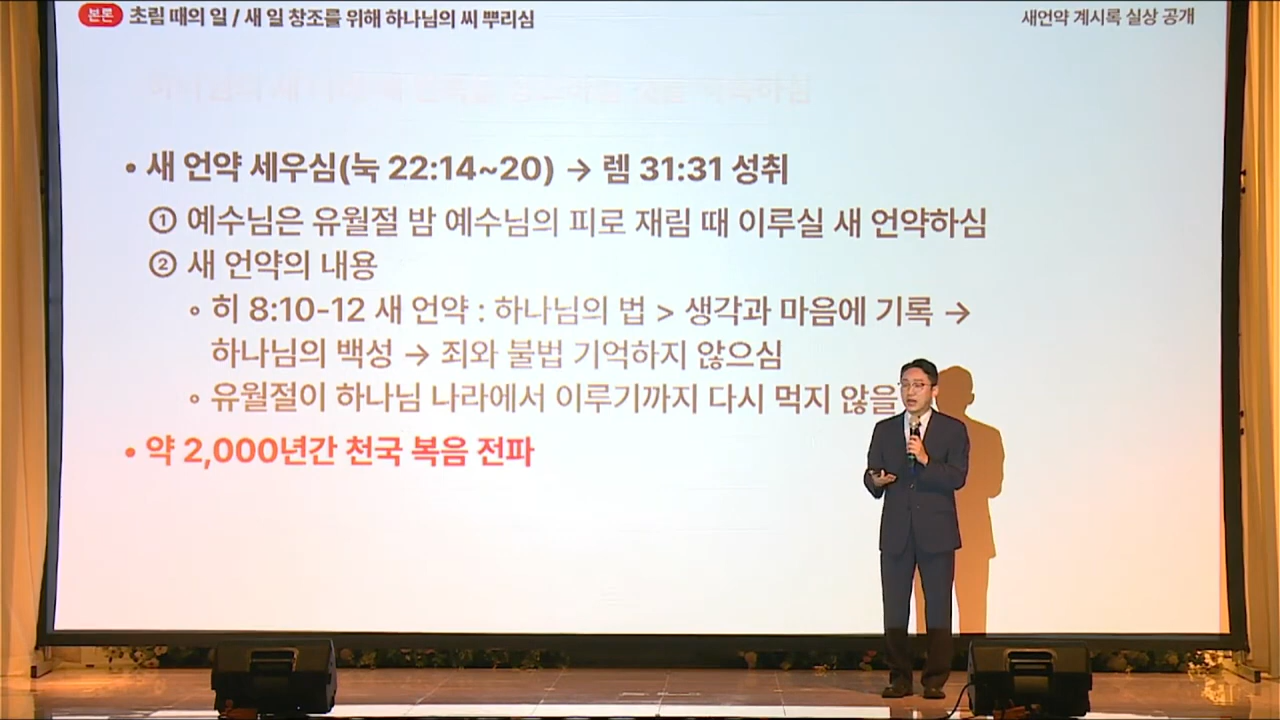 본론 초림 때의 일 / 새 일 창조를 위해 하나님의 씨 뿌리심
새언약 계시록 실상 공개
• 새 언약 세우심(눅 22:14~20) → 렘 31:31 성취
① 예수님은 유월절 밤 예수님의 피로 재림 때 이루실 새 언약하심
② 새 언약의 내용
◦ 히 8:10-12 새 언약 : 하나님의 법 > 생각과 마음에 기록 →
하나님의 백성 → 죄와 불법 기억하지 않으심
◦ 유월절이 하나님 나라에서 이루기까지 다시 먹지 않을
• 약 2,000년간 천국 복음 전파